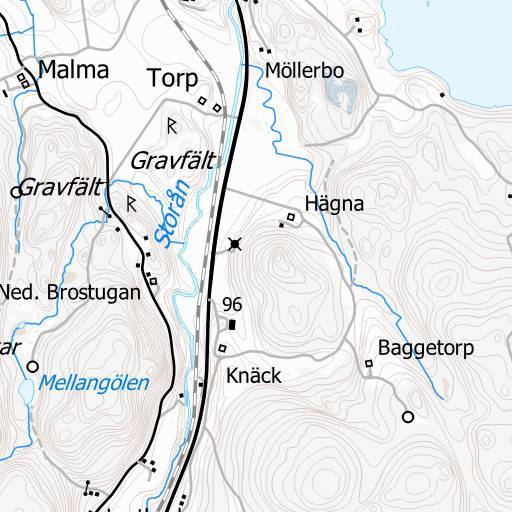 Malma
Torp
Möllerbo
Gravfält
Gravfält
Storån
Hägna
Ned. Brostugan
96
Baggetorp
Knäck
Mellangölen